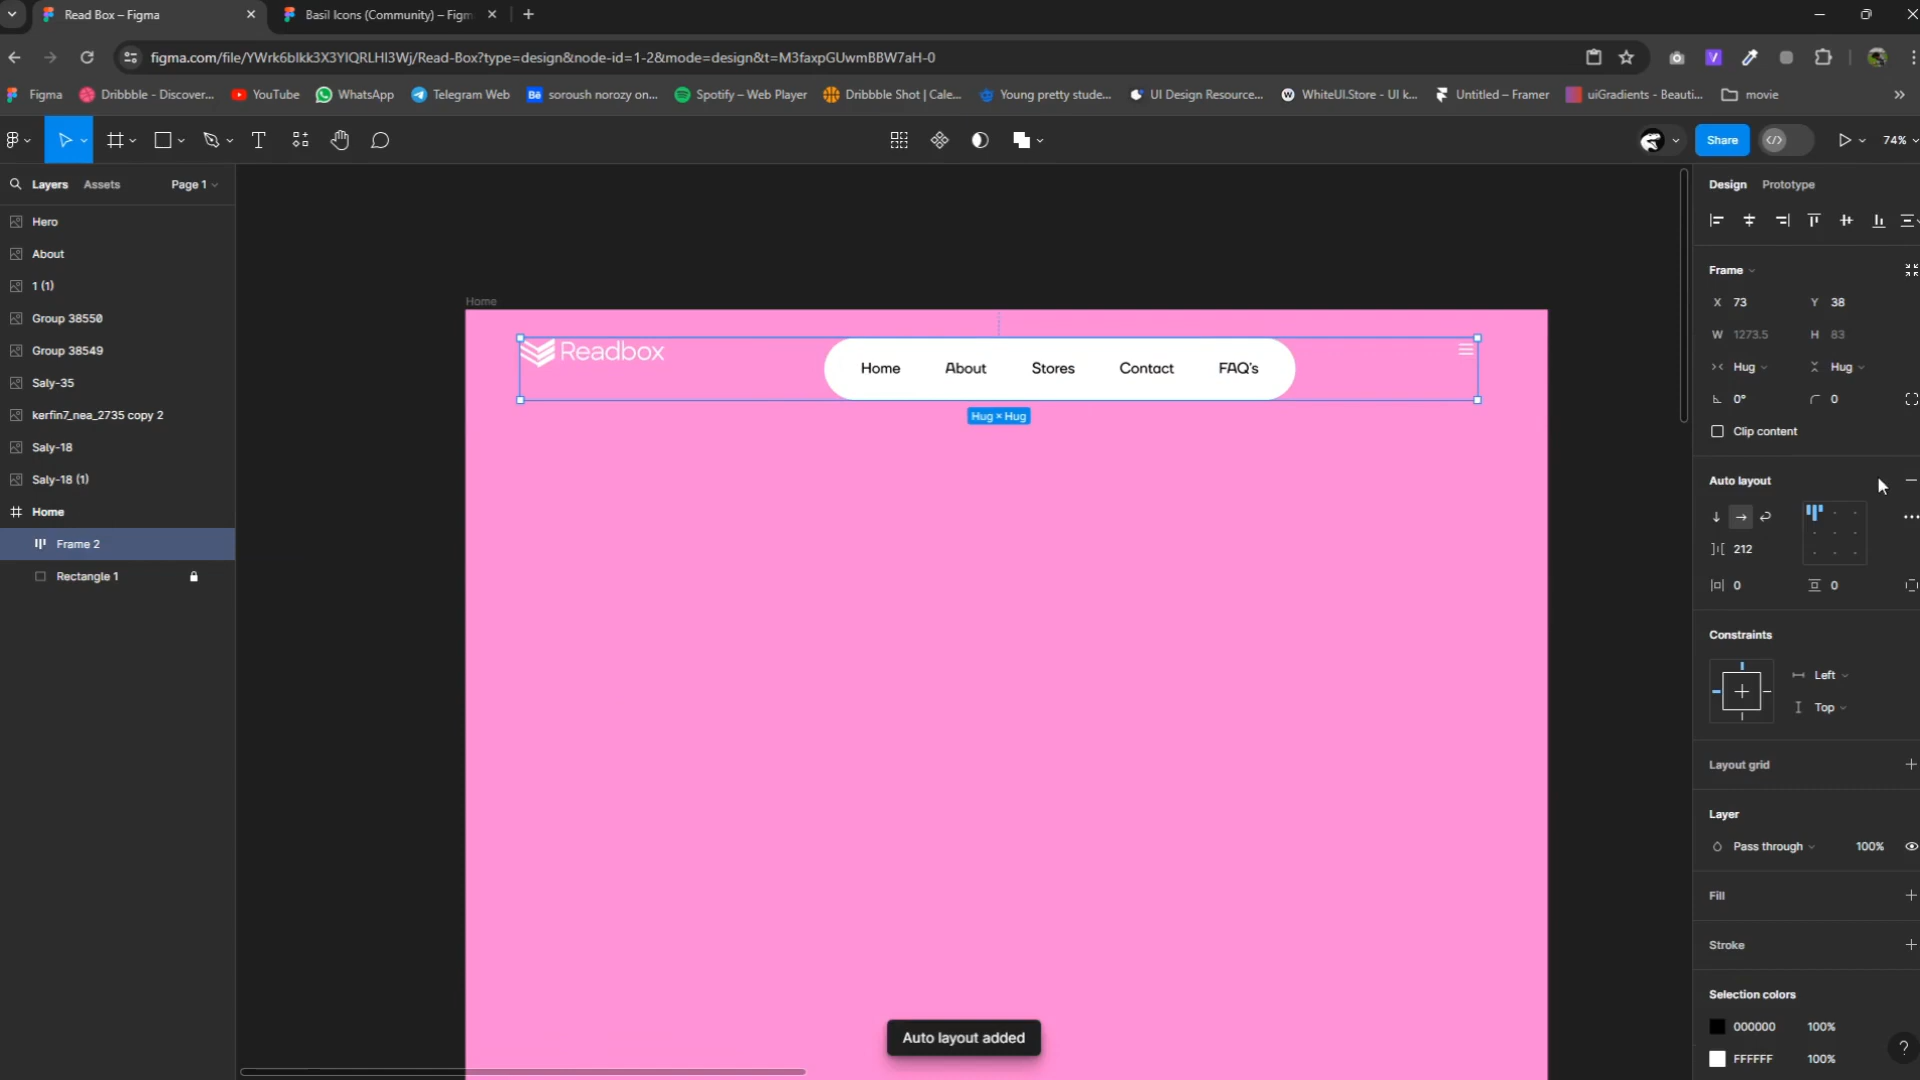 Read Box – Figma
Basil Icons (Community) – Figm
figma.com/file/YWrk6blkk3X3YlQRLHI3Wj/Read-Box?type=design&node-id=1-2&mode=design&t=M3faxpGUwmBBW7aH-0
Figma
Dribbble - Discover...
YouTube
WhatsApp
Telegram Web
Bē soroush norozy on...
Spotify – Web Player
Dribbble Shot | Cale...
Young pretty stude...
UI Design Resource...
WhiteUI.Store - UI k...
Untitled – Framer
uiGradients - Beauti...
movie
Share
74%
Layers
Assets
Page 1
Hero
About
1 (1)
Group 38550
Group 38549
Saly-35
kerfin7_nea_2735 copy 2
Saly-18
Saly-18 (1)
Home
Frame 2
Rectangle 1
Home
Readbox
Home
About
Stores
Contact
FAQ's
Hug × Hug
Auto layout added
Design
Prototype
Frame
X 73
Y 38
W 1273.5
H 83
Hug
Hug
0°
0
Clip content
Auto layout
212
0
0
Constraints
Left
Top
Layout grid
Layer
Pass through
100%
Fill
Stroke
Selection colors
000000 100%
FFFFFF 100%
?